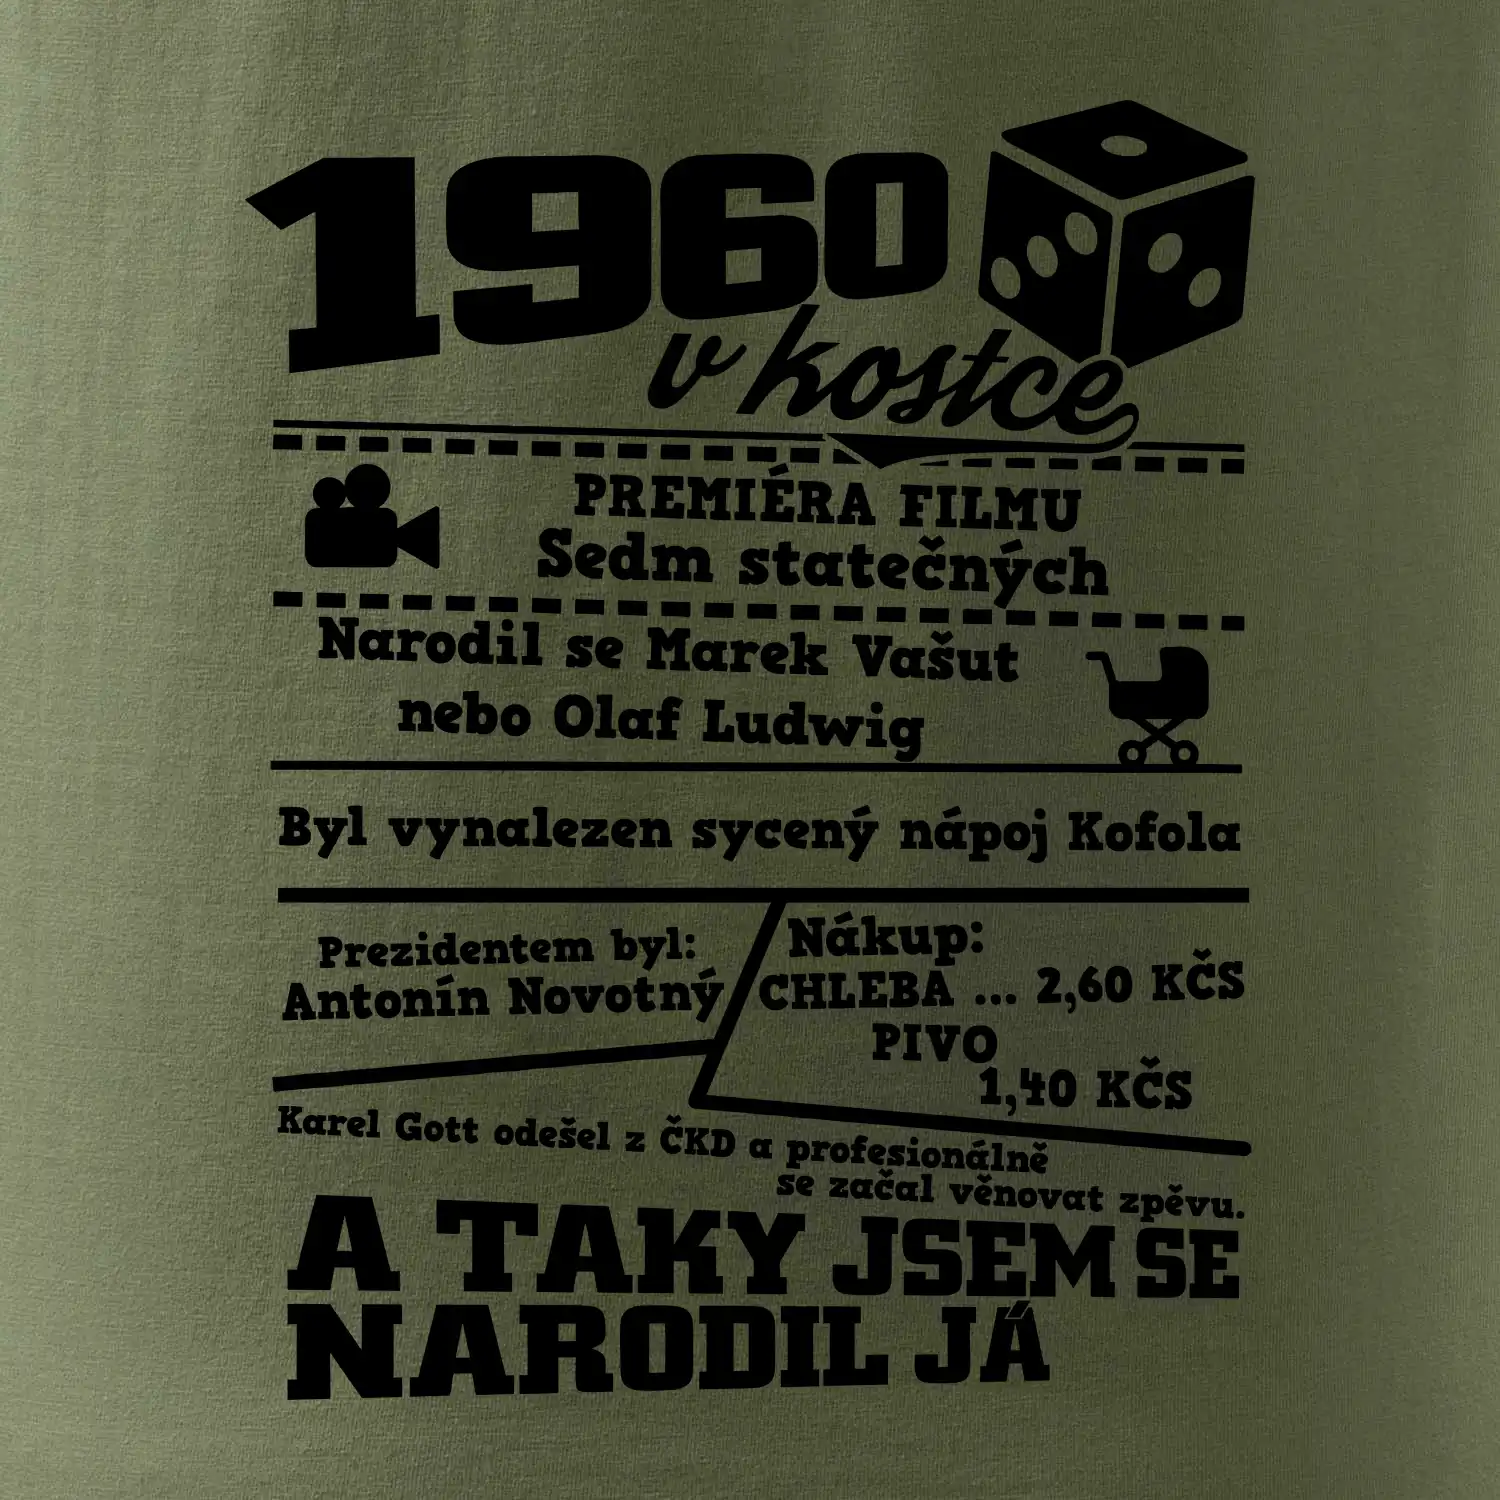 1960
v kostce
PREMIÉRA FILMU
Sedm statečných
Narodil se Marek Vašut
nebo Olaf Ludwig
Byl vynalezen sycený nápoj Kofola
Prezidentem byl:
Antonín Novotný
Nákup:
CHLEBA ... 2,60 KČS
PIVO
1,40 KČS
Karel Gott odešel z ČKD a profesionálně
se začal věnovat zpěvu.
A TAKY JSEM SE
NARODIL JÁ